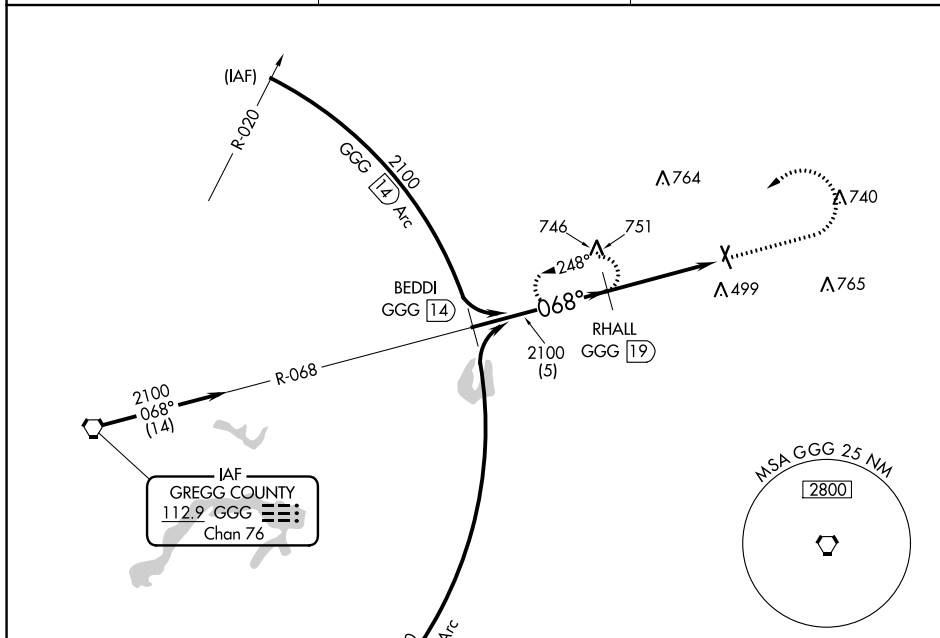 (IAF)
R-020
2100
GGG 14 Arc
764
740
746
751
248°
BEDDI
GGG 14
068°
499
765
RHALL
GGG 19
2100
(5)
R-068
2100
068°
(14)
IAF
GREGG COUNTY
112.9 GGG
Chan 76
MSA GGG 25 NM
2800
Arc